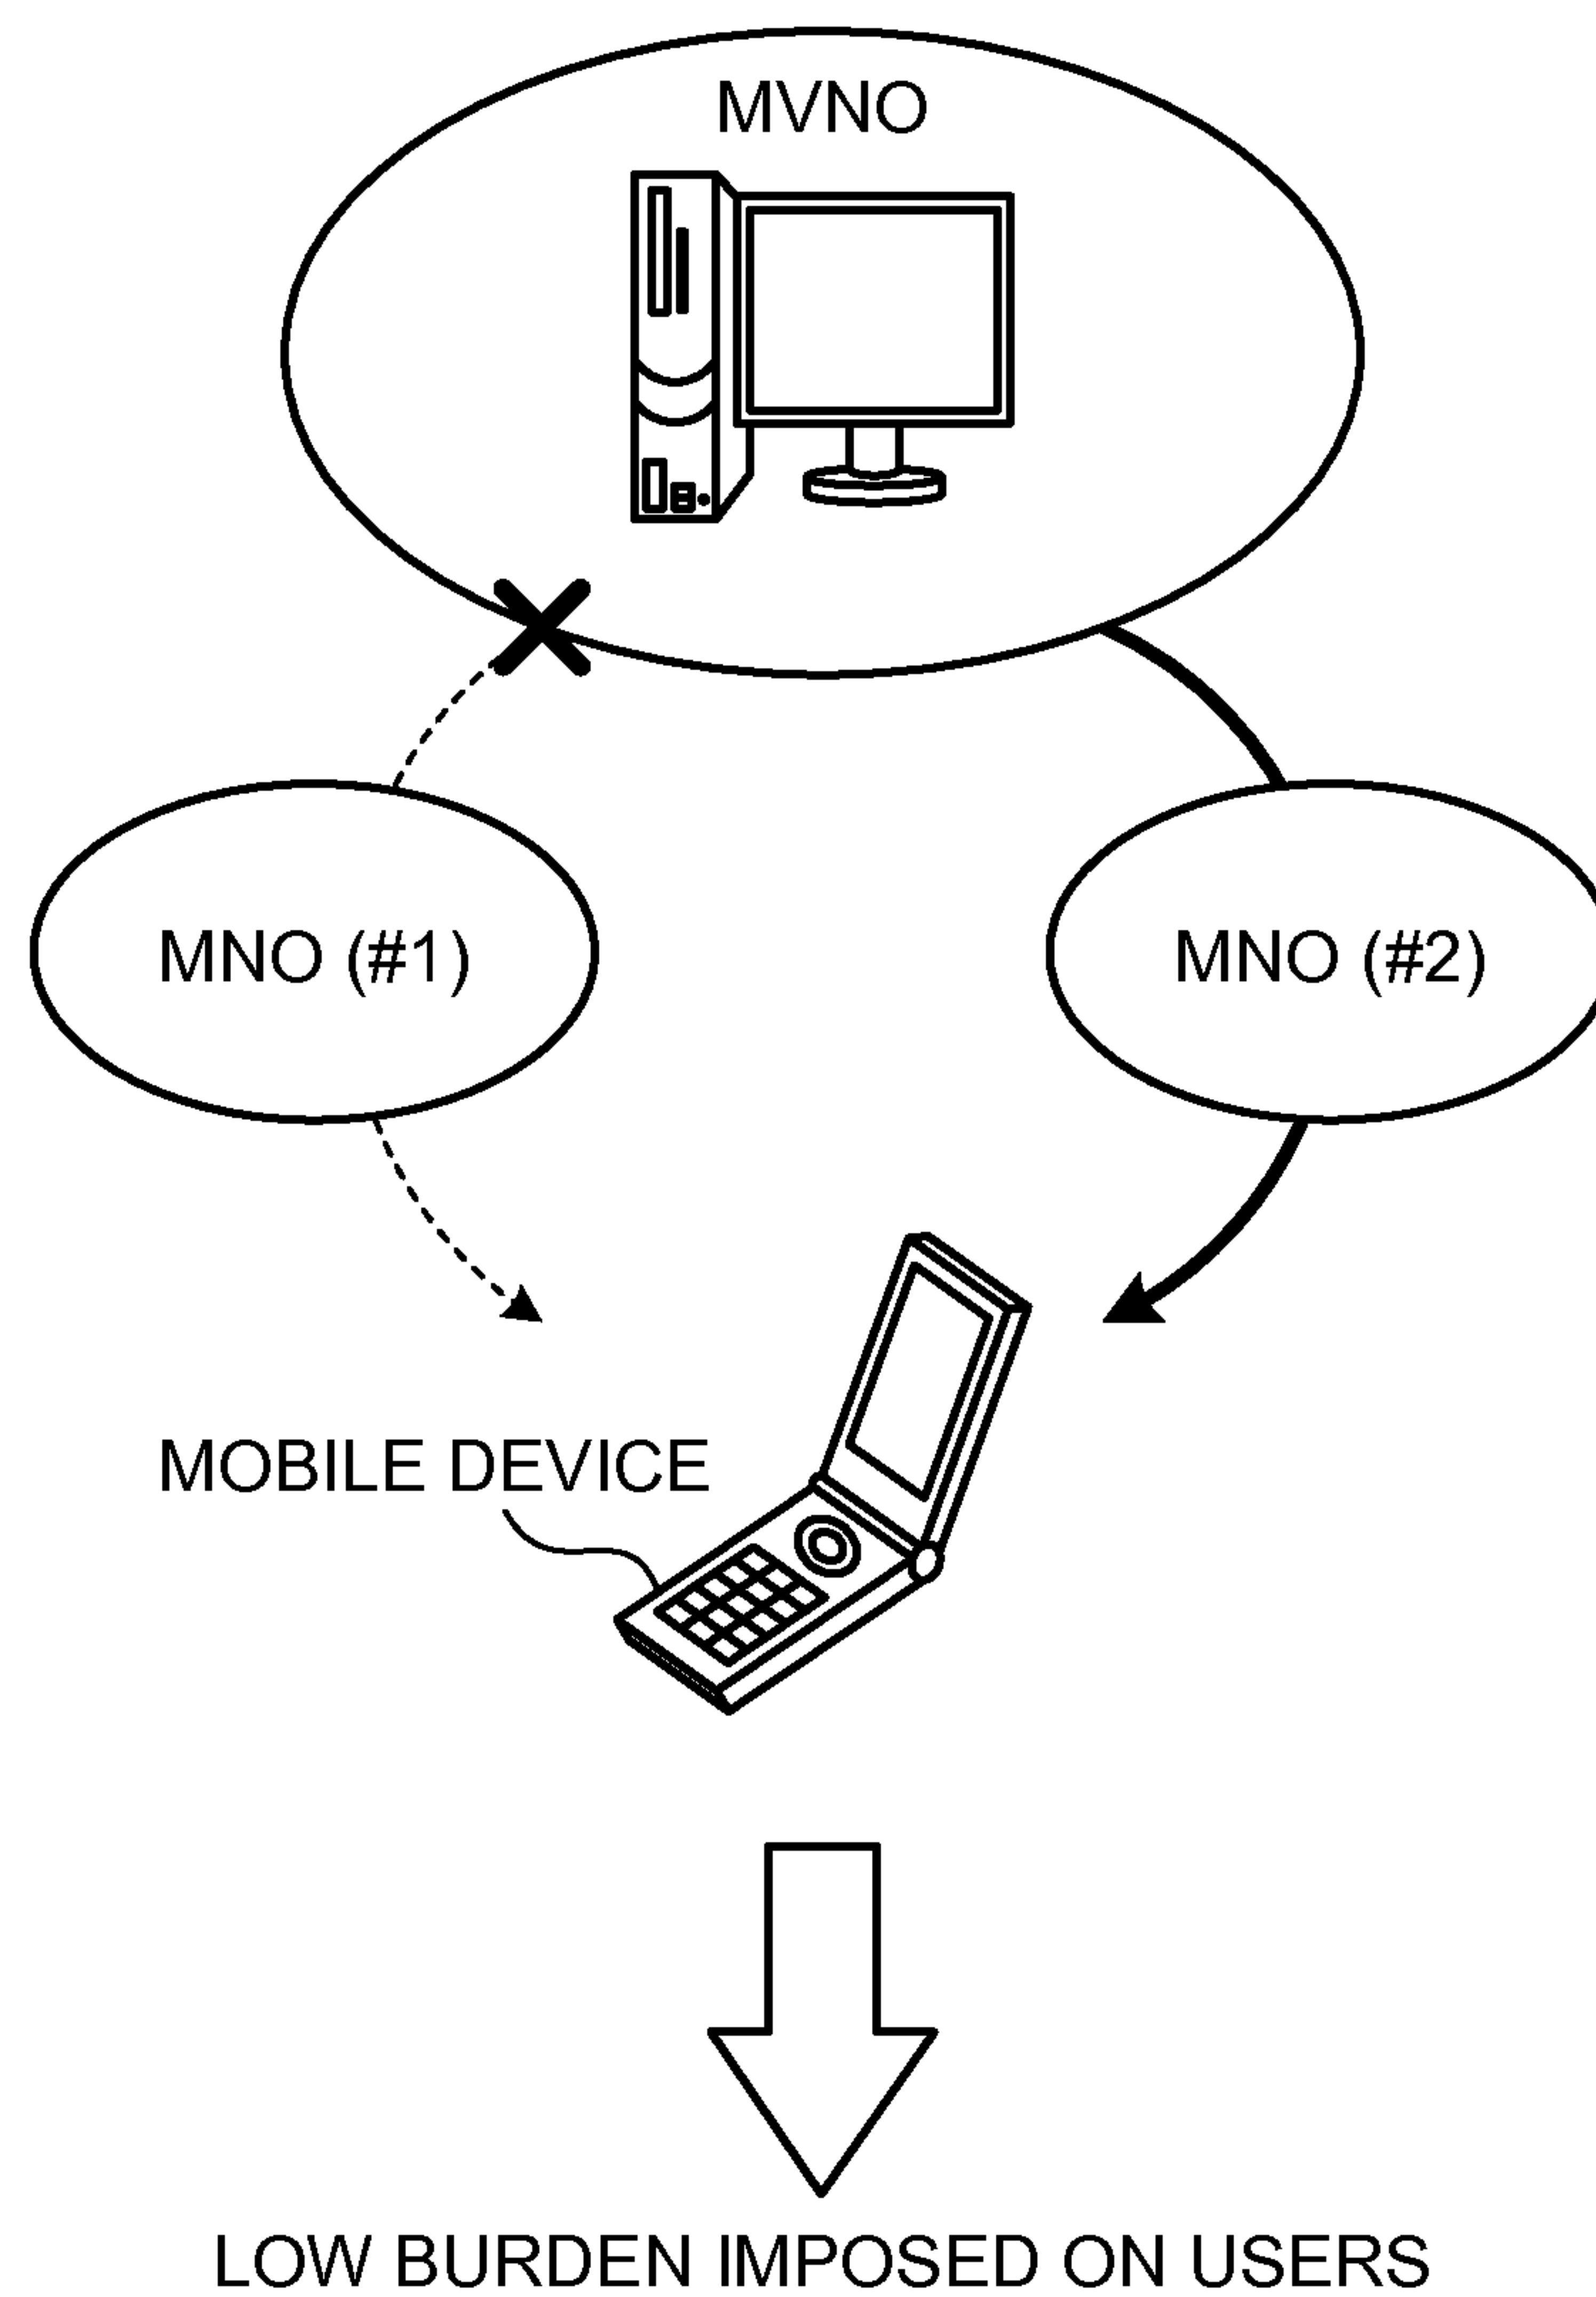 MVNO
MNO (#1)
MNO (#2)
MOBILE DEVICE
LOW BURDEN IMPOSED ON USERS